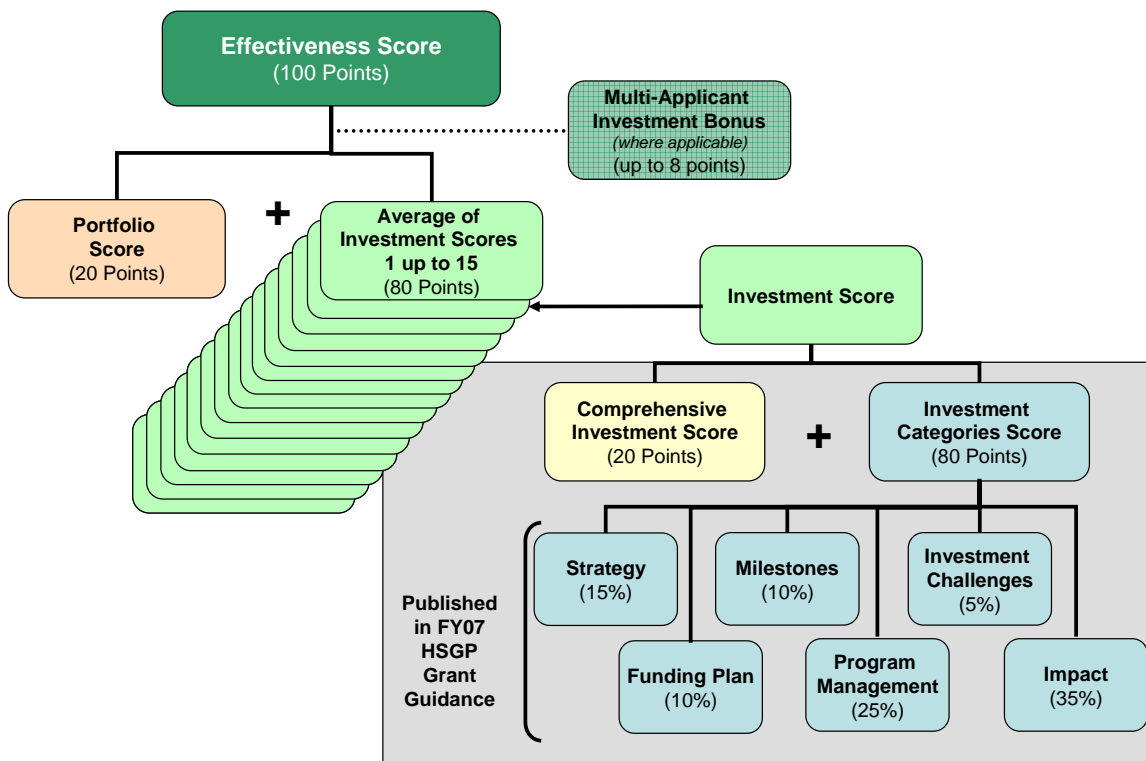 Effectiveness Score
(100 Points)
Multi-Applicant
Investment Bonus
(where applicable)
(up to 8 points)
Portfolio
Score
(20 Points)
+
Average of
Investment Scores
1 up to 15
(80 Points)
Investment Score
Comprehensive
Investment Score
(20 Points)
+
Investment
Categories Score
(80 Points)
Published
in FY07
HSGP
Grant
Guidance
Strategy
(15%)
Milestones
(10%)
Investment
Challenges
(5%)
Funding Plan
(10%)
Program
Management
(25%)
Impact
(35%)